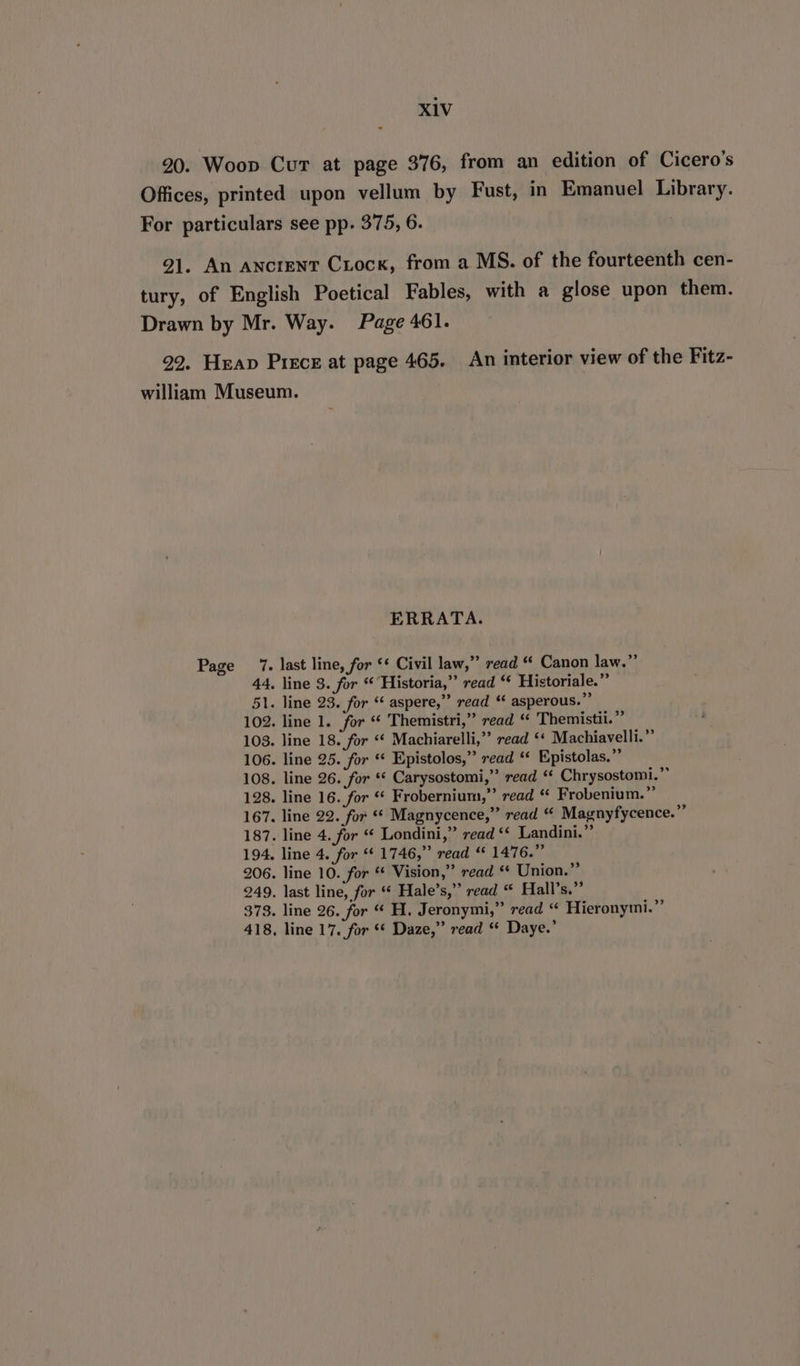 xiv
20. Wood Cut at page 376, from an edition of Cicero's
Offices, printed upon vellum by Fust, in Emanuel Library.
For particulars see pp. 375, 6.
21. An ancient Clock, from a MS. of the fourteenth cen-
tury, of English Poetical Fables, with a glose upon them.
Drawn by Mr. Way. Page 461.
22. Head Piece at page 465. An interior view of the Fitz-
william Museum.
ERRATA.
Page 7. last line, for “ Civil law,” read “ Canon law.”
44. line 3. for “ Historia,” read “ Historiale.”
51. line 23. for “ aspere,” read “ asperous.”
102. line 1. for “ Themistri,” read “ Themistii.”
103. line 18. for “ Machiarelli,” read “ Machiavelli.”
106. line 25. for “ Epistolos,” read “ Epistolas.”
108. line 26. for “ Carysostomi,” read “ Chrysostomi.”
128. line 16. for “ Frobernium,” read “ Frobenium.”
167. line 22. for “ Magnycence,” read “ Magnyfycence.”
187. line 4. for “ Londini,” read “ Landini.”
194. line 4. for “ 1746,” read “ 1476.”
206. line 10. for “ Vision,” read “ Union.”
249. last line, for “ Hale's,” read “ Hall's.”
373. line 26. for “ H. Jeronymi,” read “ Hieronymi.”
418. line 17. for “ Daze,” read “ Daye.'